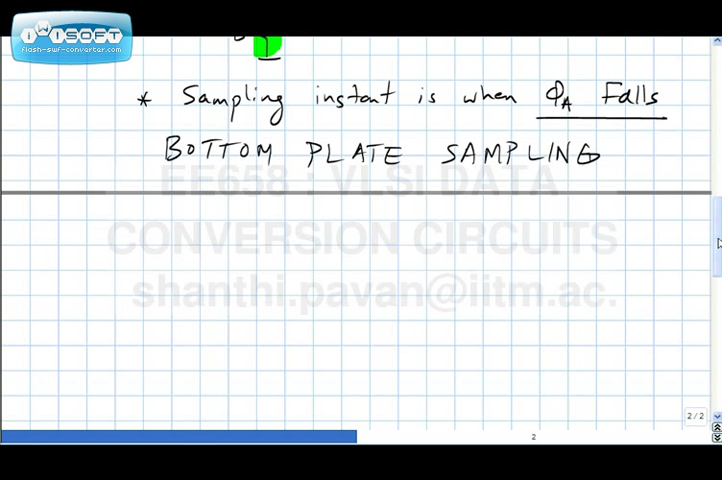 iWiSOFT
flash-swf-converter.com
* Sampling instant is when ΦA Falls
BOTTOM PLATE SAMPLING
EE658 : VLSI DATA
CONVERSION CIRCUITS
shanthi.pavan@iitm.ac.
2/2
2